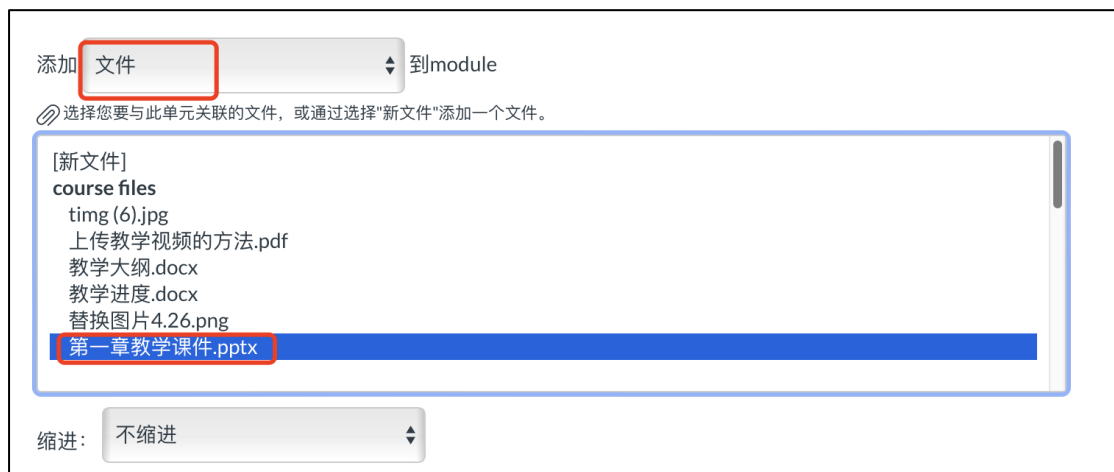 添加 文件 到module
选择您要与此单元关联的文件，或通过选择"新文件"添加一个文件。
[新文件]
course files
timg (6).jpg
上传教学视频的方法.pdf
教学大纲.docx
教学进度.docx
替换图片4.26.png
第一章教学课件.pptx
缩进： 不缩进